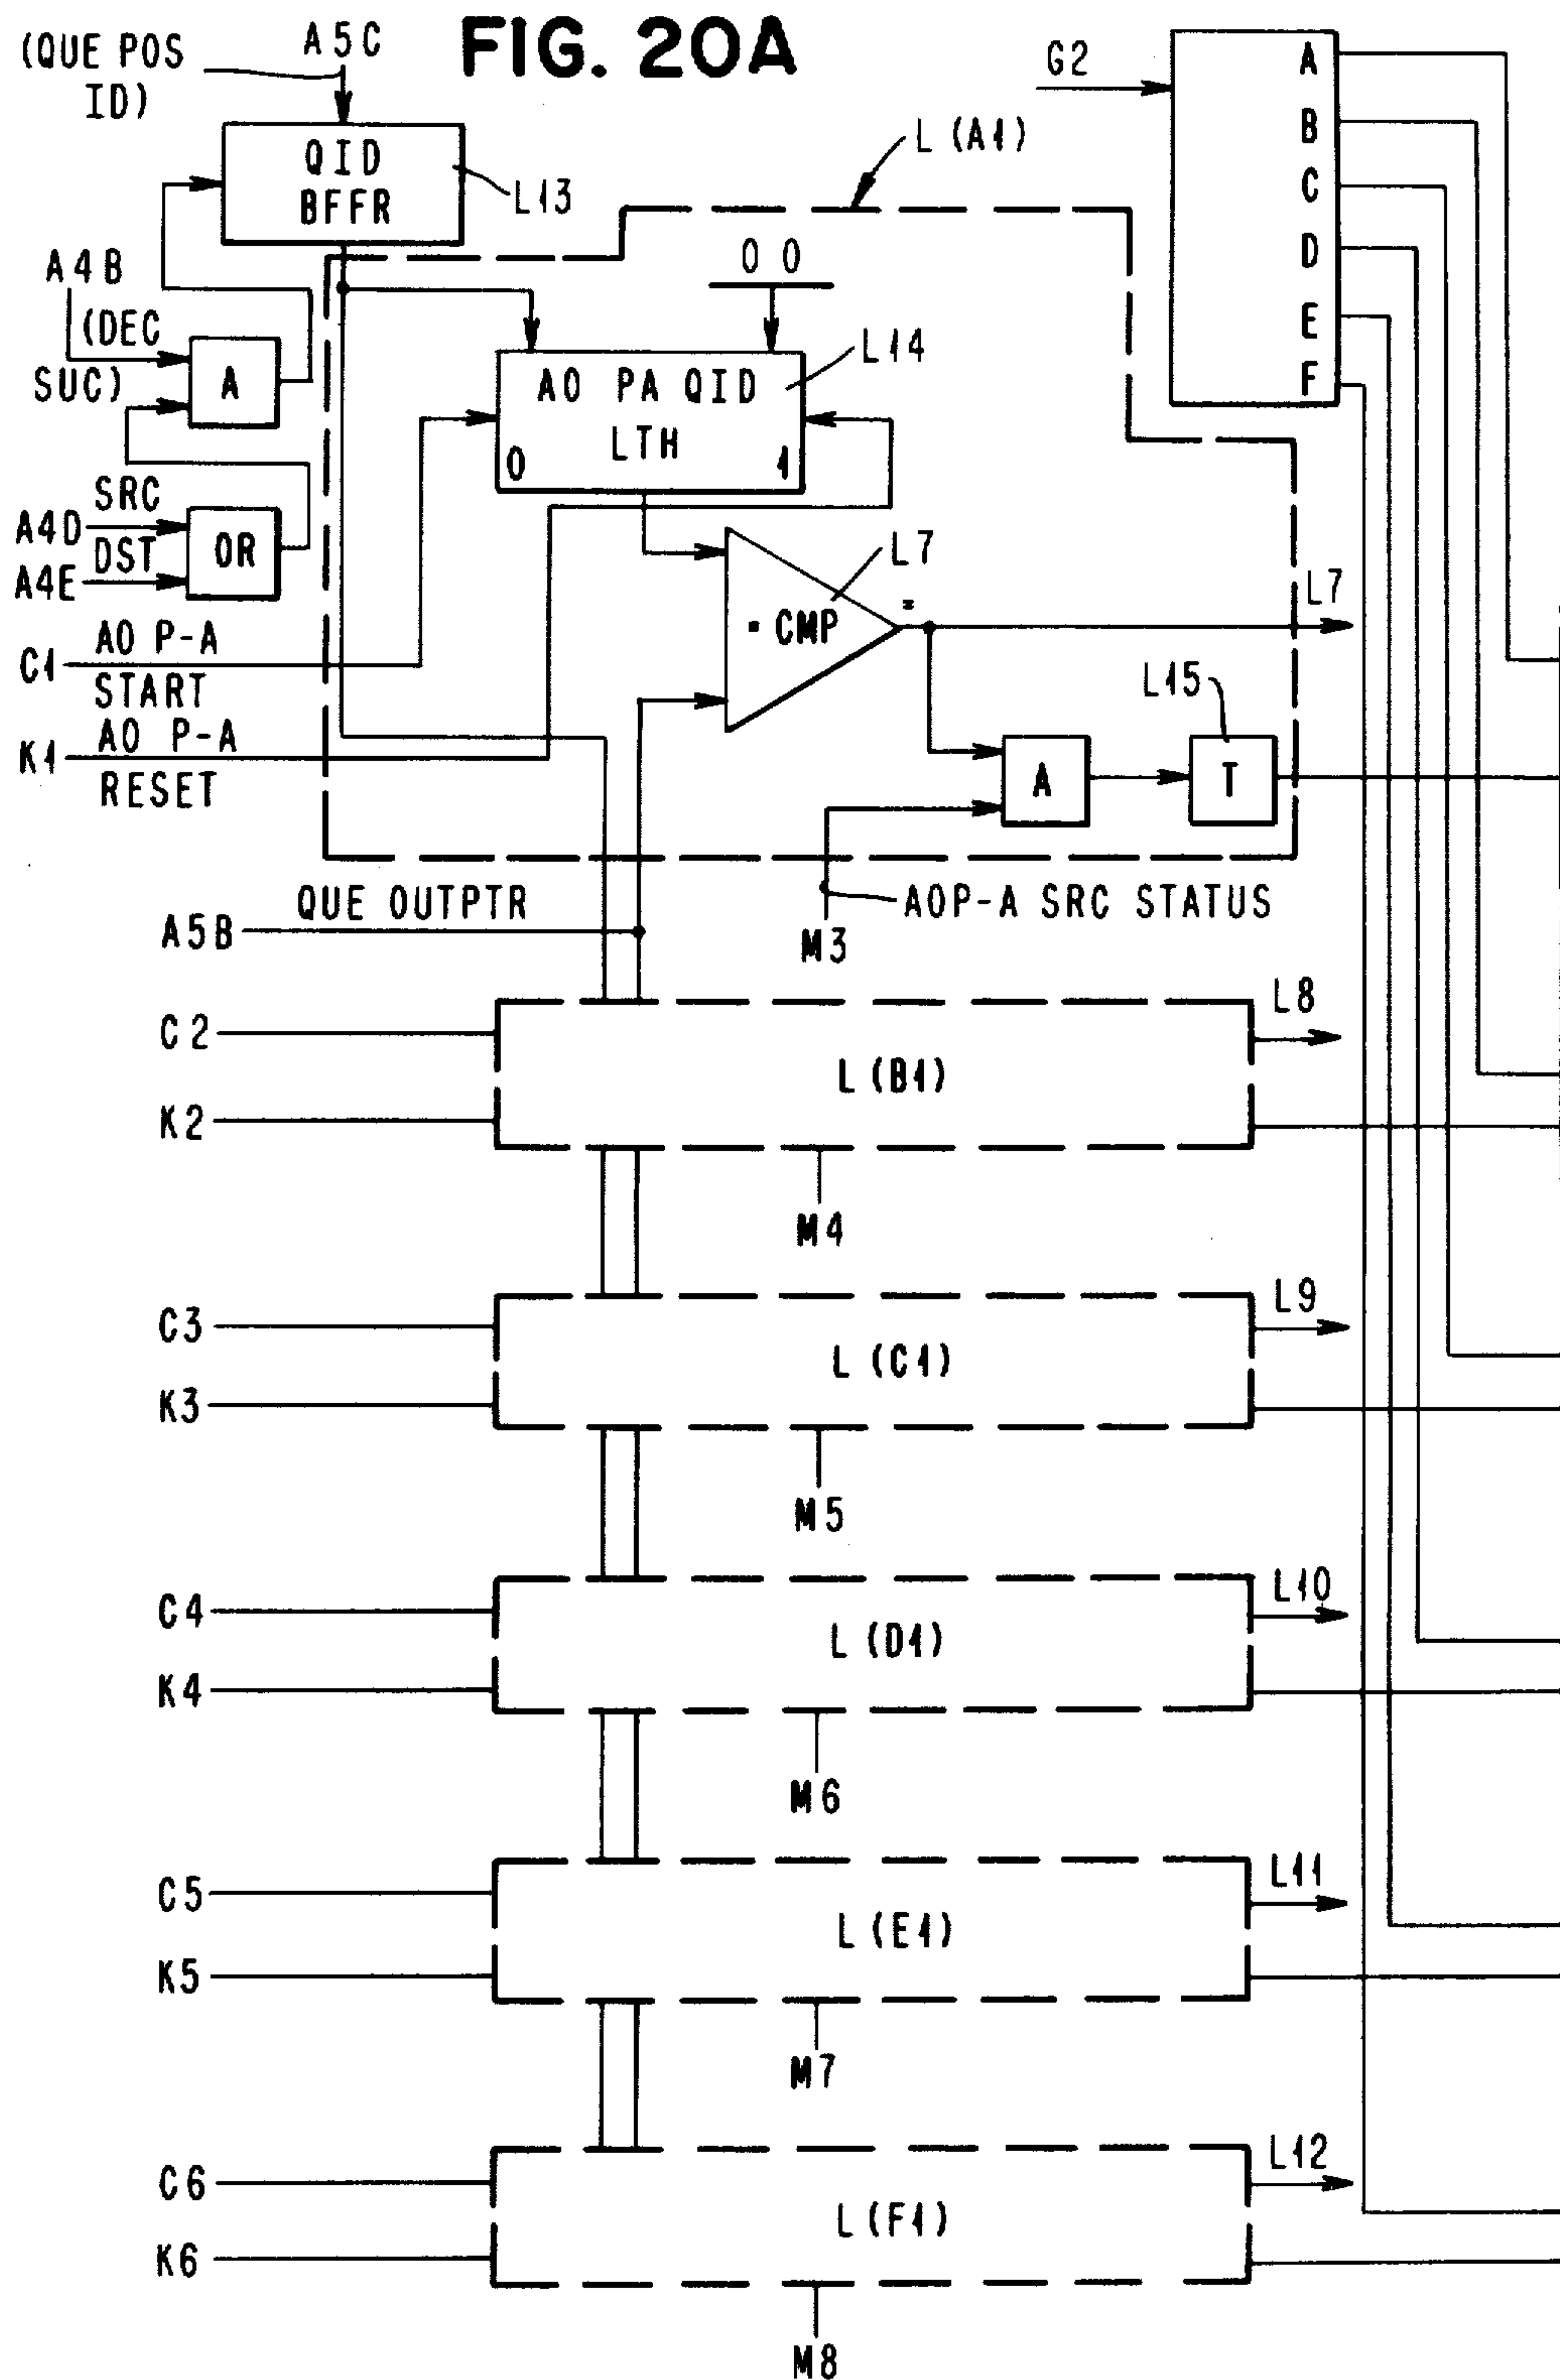 FIG. 20A
(QUE POS
ID)
A5C
G2
A
B
C
D
E
F
QID
BFFR
L13
L (A1)
A4B
(DEC
SUC)
A
0 0
L14
A0 PA QID
LTH
0
1
SRC
A4D
DST
A4E
OR
L7
= CMP
=
L7
C1
A0 P-A
START
K1
A0 P-A
RESET
L15
A
T
QUE OUTPTR
A5B
A0P-A SRC STATUS
M3
C2
K2
L (B1)
L8
M4
C3
K3
L (C1)
L9
M5
C4
K4
L (D1)
L10
M6
C5
K5
L (E1)
L11
M7
C6
K6
L (F1)
L12
M8